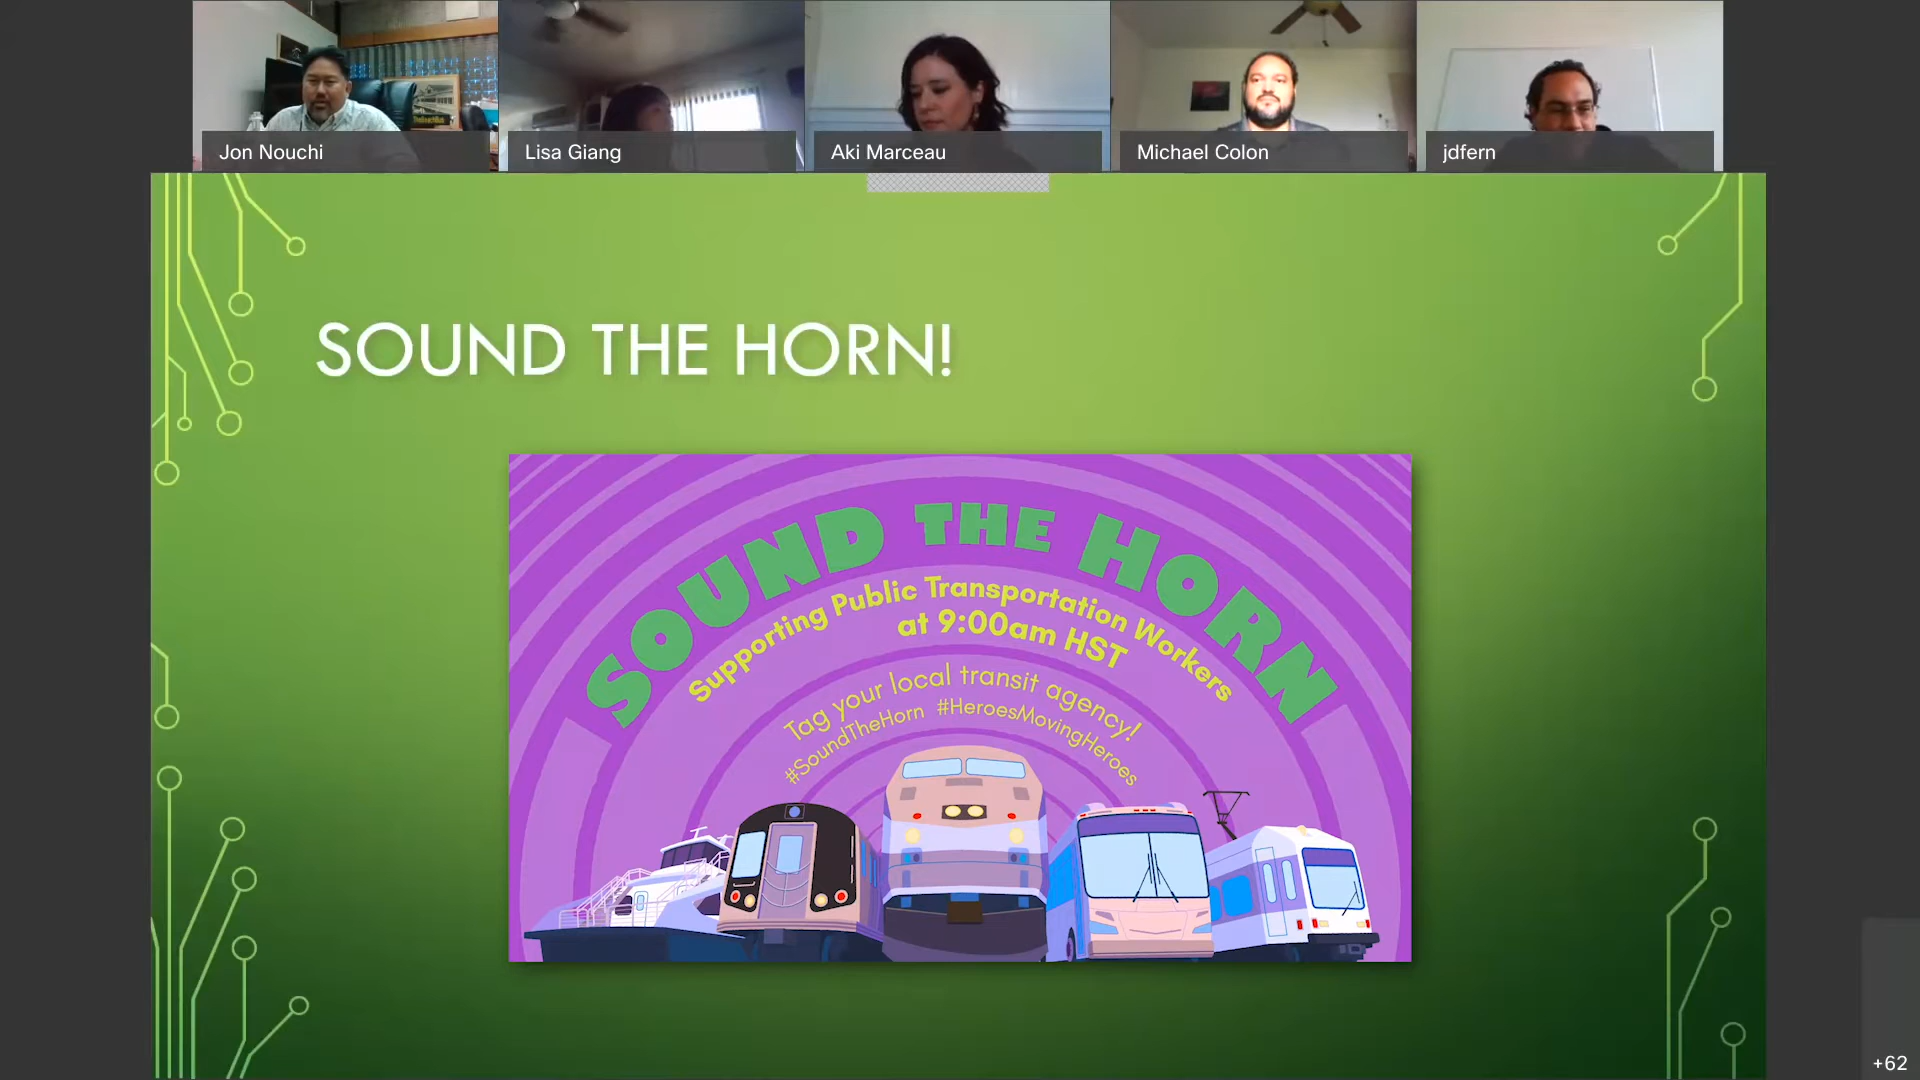 Jon Nouchi
Lisa Giang
Aki Marceau
Michael Colon
jdfern
SOUND THE HORN!
SOUND THE HORN
Supporting Public Transportation Workers
at 9:00am HST
Tag your local transit agency!
#SoundTheHorn #HeroesMovingHeroes
+62